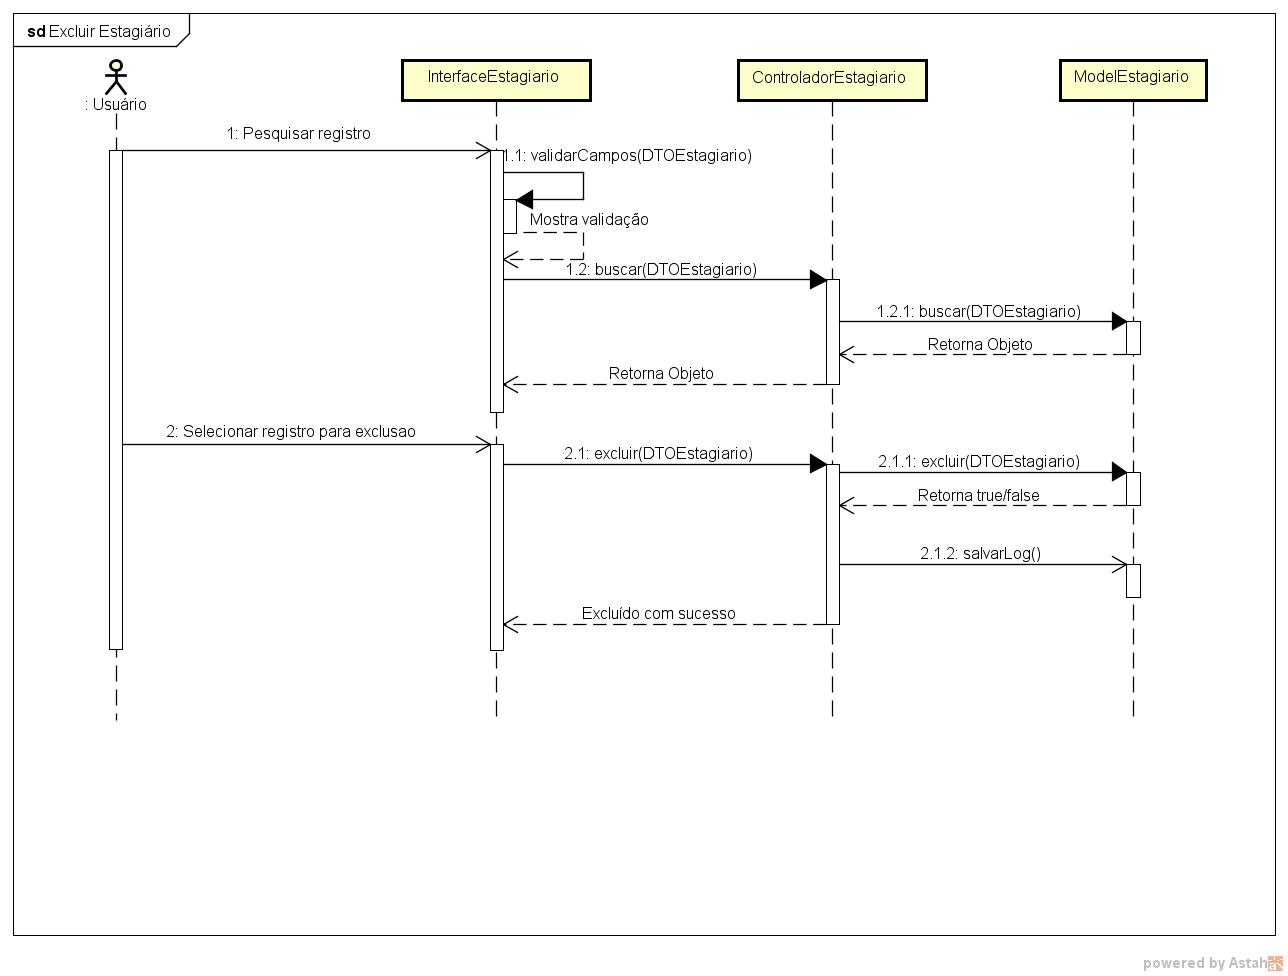 sd Excluir Estagiário
: Usuário
InterfaceEstagiario
ControladorEstagiario
ModelEstagiario
1: Pesquisar registro
1.1: validarCampos(DTOEstagiario)
Mostra validação
1.2: buscar(DTOEstagiario)
1.2.1: buscar(DTOEstagiario)
Retorna Objeto
Retorna Objeto
2: Selecionar registro para exclusao
2.1: excluir(DTOEstagiario)
2.1.1: excluir(DTOEstagiario)
Retorna true/false
2.1.2: salvarLog()
Excluído com sucesso
powered by Astah